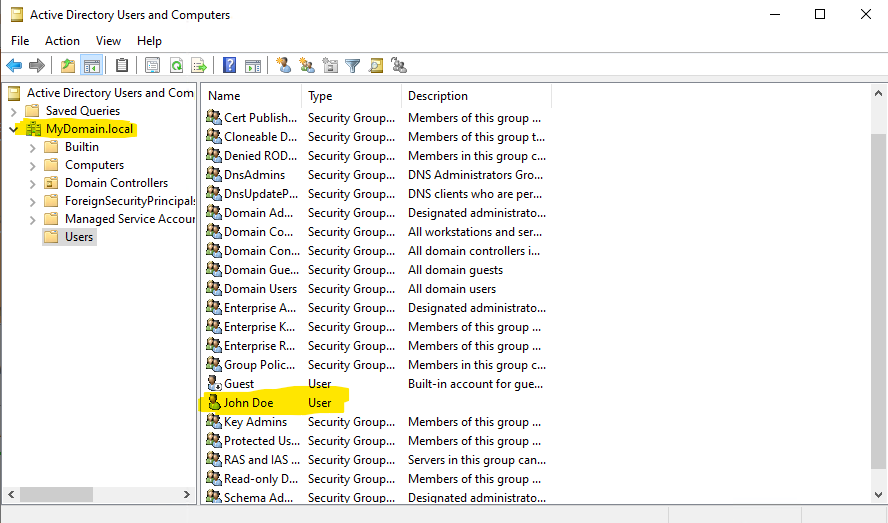 Active Directory Users and Computers
File Action View Help
Active Directory Users and Com
Saved Queries
MyDomain.local
Builtin
Computers
Domain Controllers
ForeignSecurityPrincipals
Managed Service Accour
Users
Name Type Description
Cert Publish... Security Group... Members of this group ...
Cloneable D... Security Group... Members of this group t...
Denied ROD... Security Group... Members in this group c...
DnsAdmins Security Group... DNS Administrators Gro...
DnsUpdateP... Security Group... DNS clients who are per...
Domain Ad... Security Group... Designated administrato...
Domain Co... Security Group... All workstations and ser...
Domain Con... Security Group... All domain controllers i...
Domain Gue... Security Group... All domain guests
Domain Users Security Group... All domain users
Enterprise A... Security Group... Designated administrato...
Enterprise K... Security Group... Members of this group ...
Enterprise R... Security Group... Members of this group ...
Group Polic... Security Group... Members in this group c...
Guest User Built-in account for gue...
John Doe User
Key Admins Security Group... Members of this group ...
Protected Us... Security Group... Members of this group ...
RAS and IAS ... Security Group... Servers in this group can...
Read-only D... Security Group... Members of this group ...
Schema Ad... Security Group... Designated administrato...